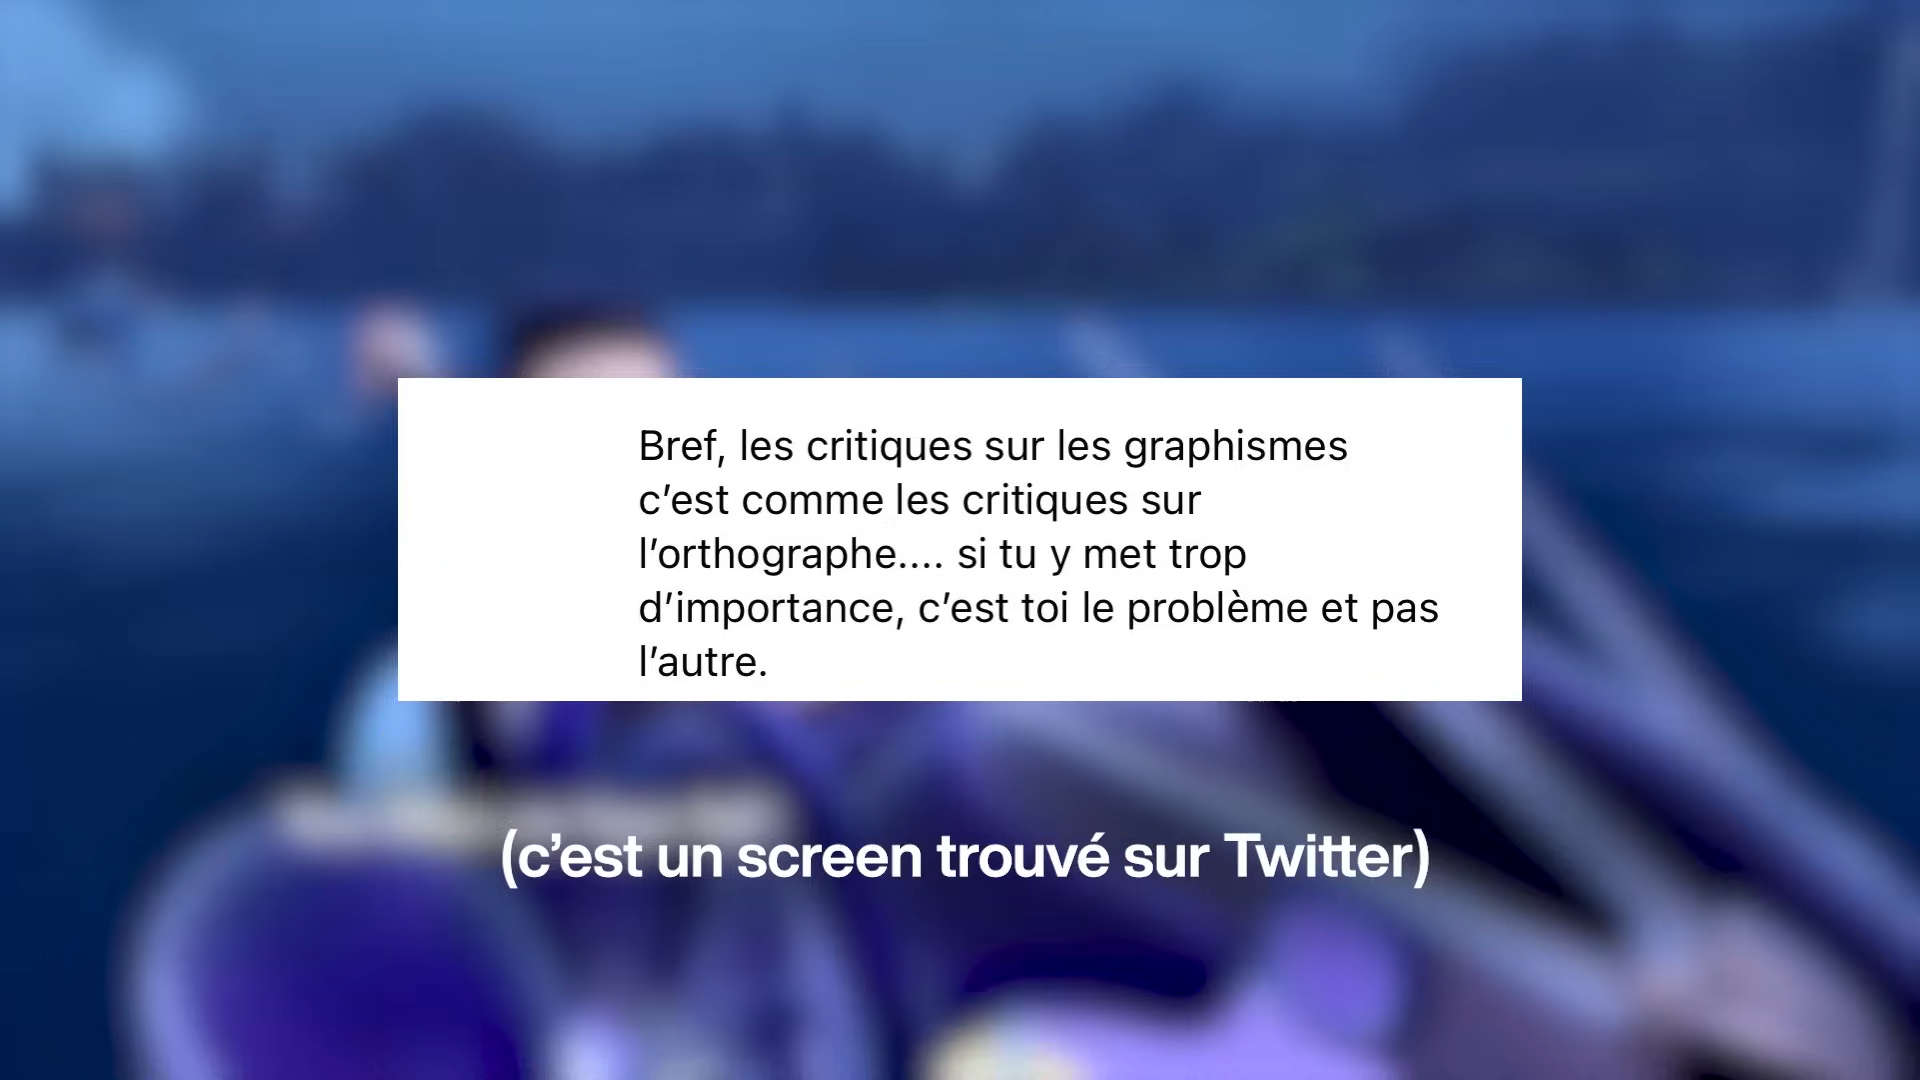 Bref, les critiques sur les graphismes
c’est comme les critiques sur
l’orthographe.... si tu y met trop
d’importance, c’est toi le problème et pas
l’autre.
(c’est un screen trouvé sur Twitter)